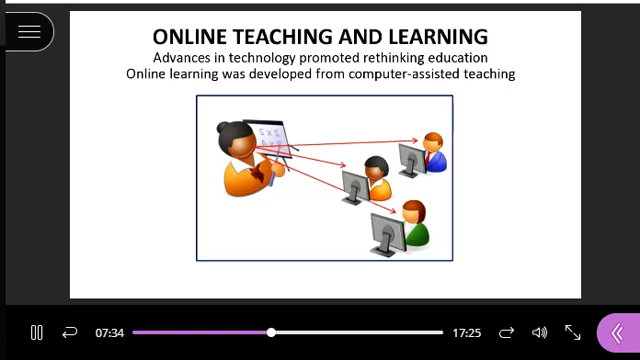 ONLINE TEACHING AND LEARNING
Advances in technology promoted rethinking education
Online learning was developed from computer-assisted teaching
07:34
17:25